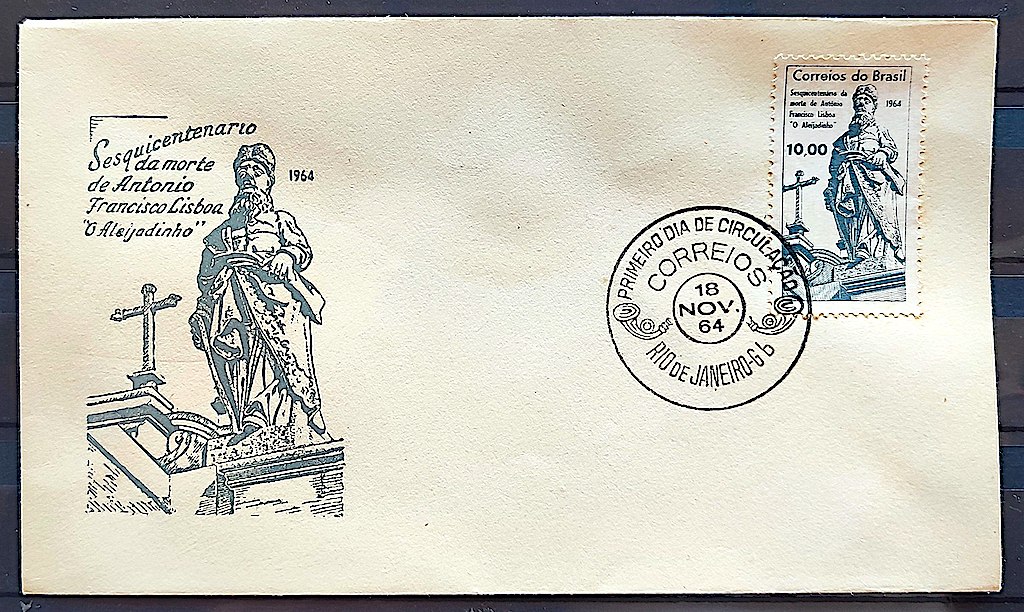 Sesquicentenario
da morte
de Antonio
Francisco Lisboa
"O Aleijadinho"
1964
Correios do Brasil
Sesquicentenário da
morte de Antônio
Francisco Lisboa
"O Aleijadinho"
1964
10,00
PRIMEIRO DIA DE CIRCULAÇÃO
CORREIOS
18
NOV.
64
RIO DE JANEIRO-Gb